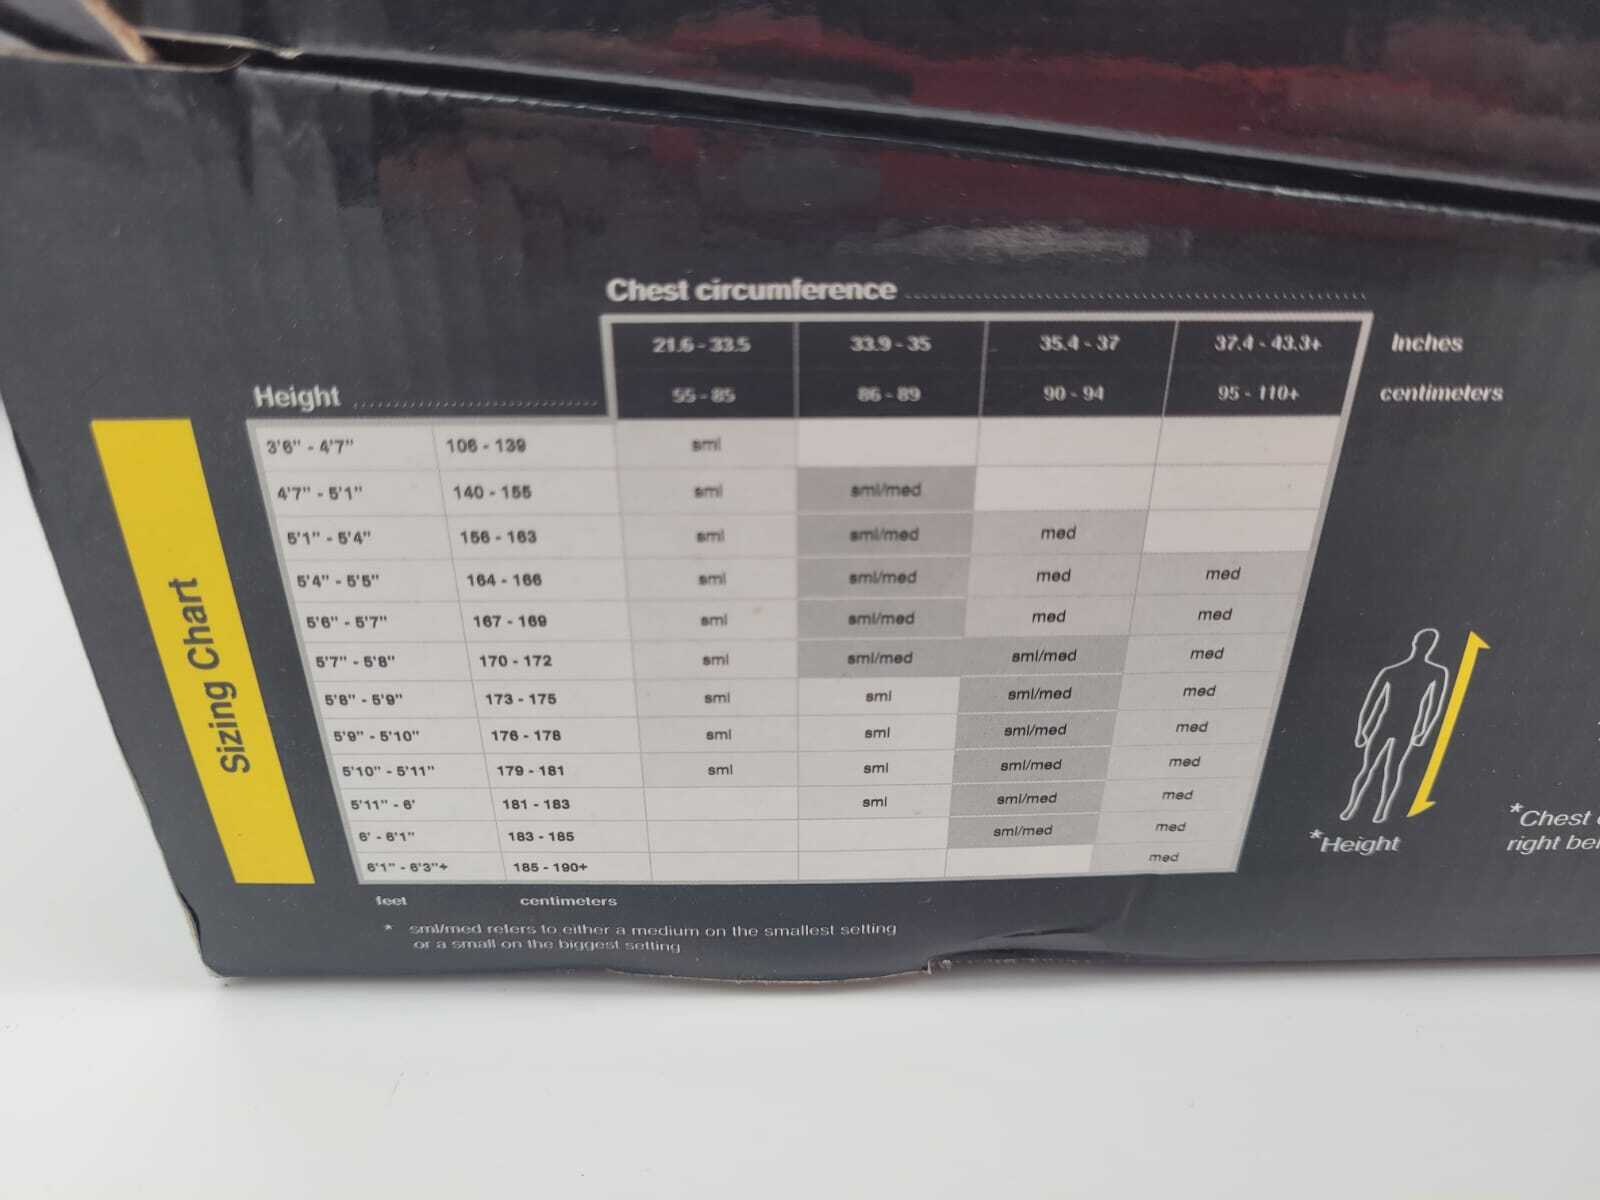 Chest circumference
21.6 - 33.5 33.9 - 35 35.4 - 37 37.4 - 43.3+ Inches
Height 55 - 85 86 - 89 90 - 94 95 - 110+ centimeters
3'6" - 4'7" 106 - 139 sml
4'7" - 5'1" 140 - 155 sml sml/med
5'1" - 5'4" 156 - 163 sml sml/med med
5'4" - 5'5" 164 - 166 sml sml/med med med
5'6" - 5'7" 167 - 169 sml sml/med med med
5'7" - 5'8" 170 - 172 sml sml/med sml/med med
5'8" - 5'9" 173 - 175 sml sml sml/med med
5'9" - 5'10" 176 - 178 sml sml sml/med med
5'10" - 5'11" 179 - 181 sml sml sml/med med
5'11" - 6' 181 - 183 sml sml/med med
6' - 6'1" 183 - 185 sml/med med
6'1" - 6'3"+ 185 - 190+ med
feet centimeters
* sml/med refers to either a medium on the smallest setting
or a small on the biggest setting
Sizing Chart
*Height
*Chest
right